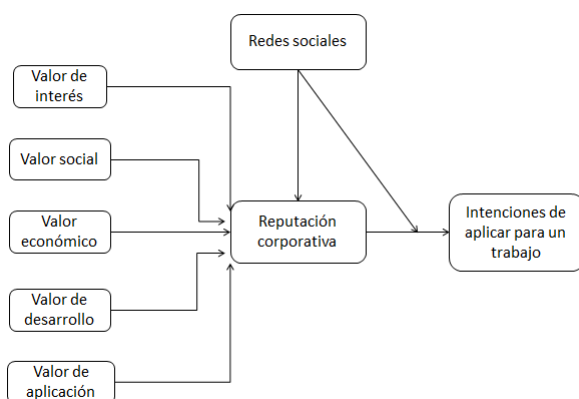 Redes sociales
Valor de
interés
Valor social
Valor
económico
Reputación
corporativa
Intenciones de
aplicar para un
trabajo
Valor de
desarrollo
Valor de
aplicación